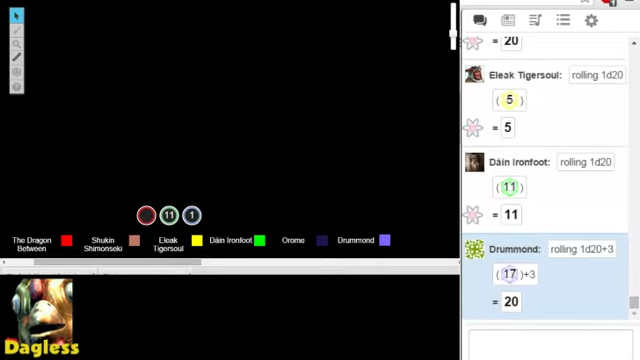 = 20
Eleak Tigersoul: rolling 1d20
( 5 )
= 5
Dáin Ironfoot: rolling 1d20
( 11 )
= 11
Drummond: rolling 1d20+3
( 17 )+3
= 20
11 1
The Dragon Between
Shukin Shimonseki
Eleak Tigersoul
Dáin Ironfoot
Orome
Drummond
Dagless